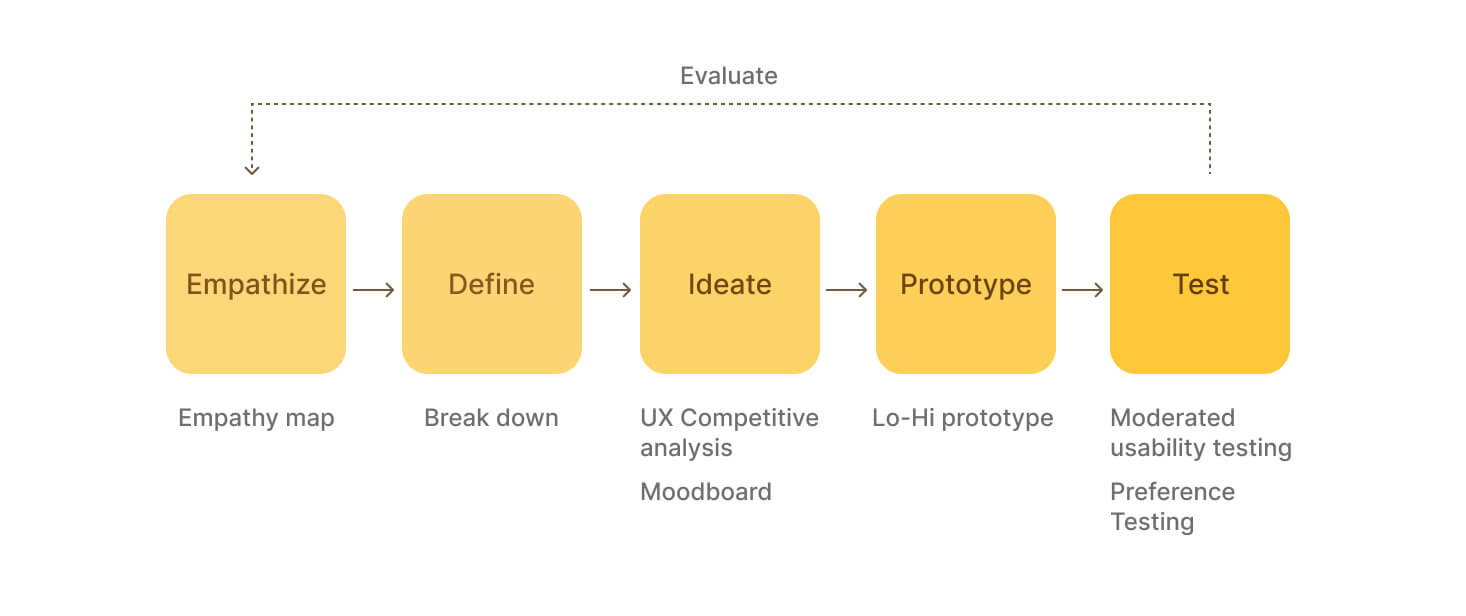 Evaluate
Empathize
Define
Ideate
Prototype
Test
Empathy map
Break down
UX Competitive
analysis
Moodboard
Lo-Hi prototype
Moderated
usability testing
Preference
Testing